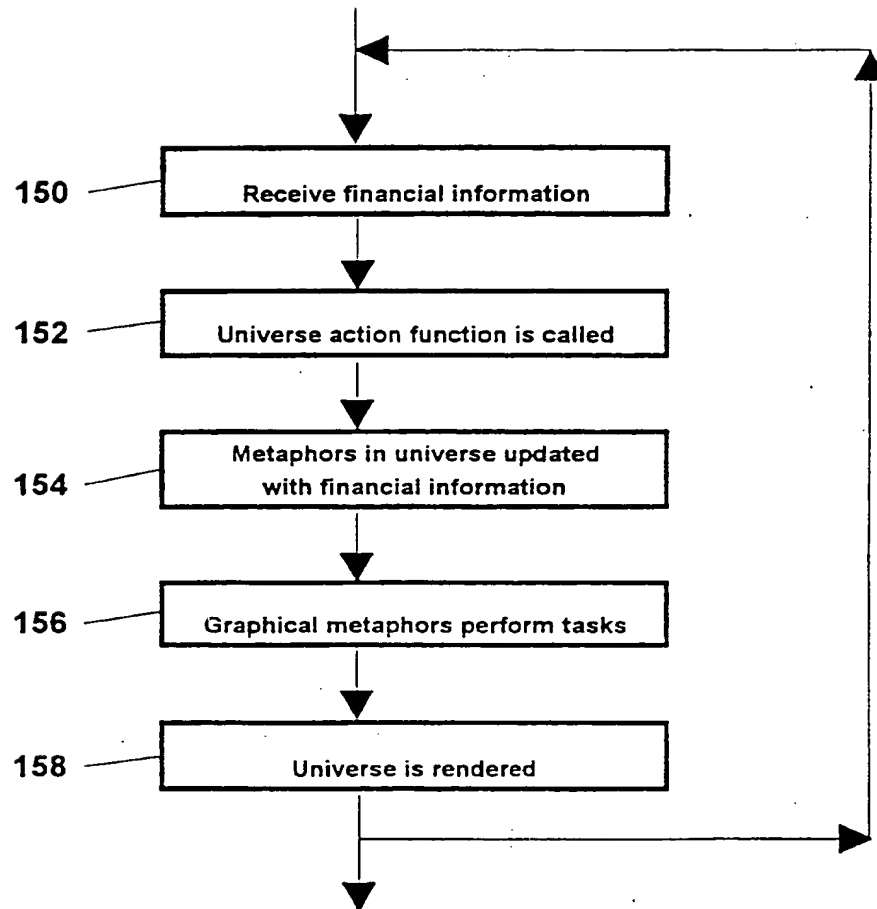 150
Receive financial information
152
Universe action function is called
154
Metaphors in universe updated
with financial information
156
Graphical metaphors perform tasks
158
Universe is rendered